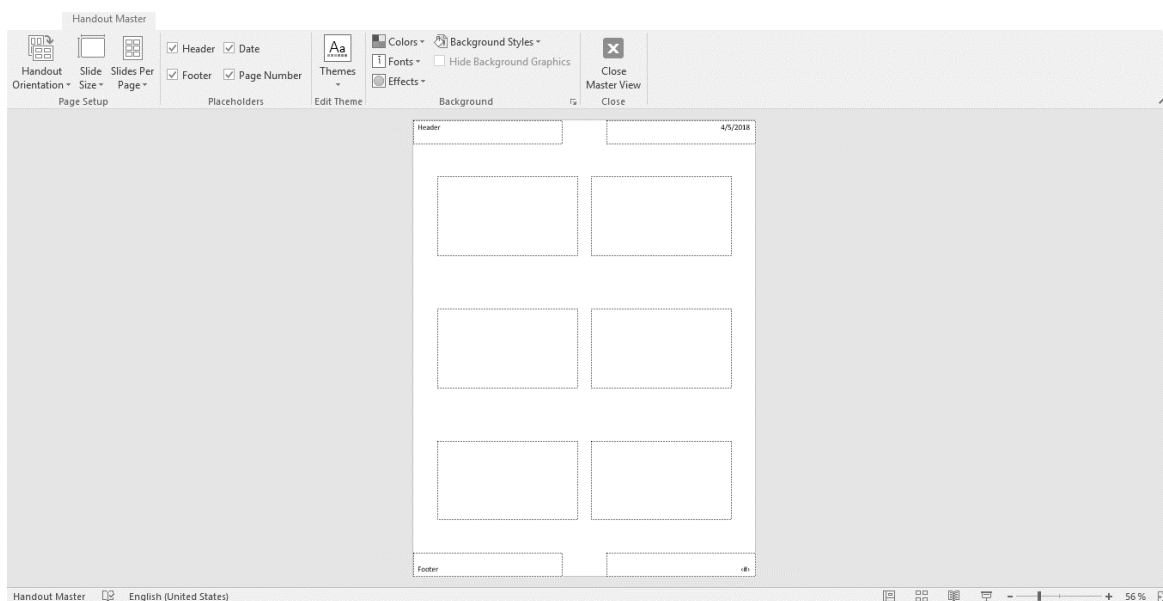 Handout Master
Handout Orientation
Slide Size
Slides Per Page
Page Setup
Header
Date
Footer
Page Number
Placeholders
Aa
Themes
Edit Theme
Colors
Background Styles
Fonts
Hide Background Graphics
Effects
Background
Close Master View
Close
Header
4/5/2018
Footer
‹#›
Handout Master
English (United States)
56 %